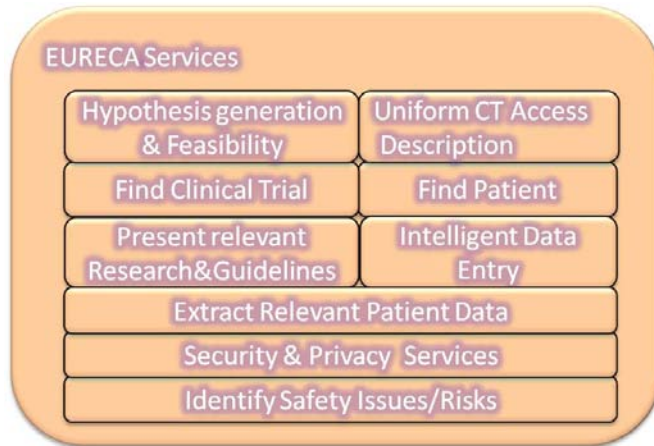 EURECA Services
Hypothesis generation
& Feasibility
Uniform CT Access
Description
Find Clinical Trial
Find Patient
Present relevant
Research&Guidelines
Intelligent Data
Entry
Extract Relevant Patient Data
Security & Privacy Services
Identify Safety Issues/Risks